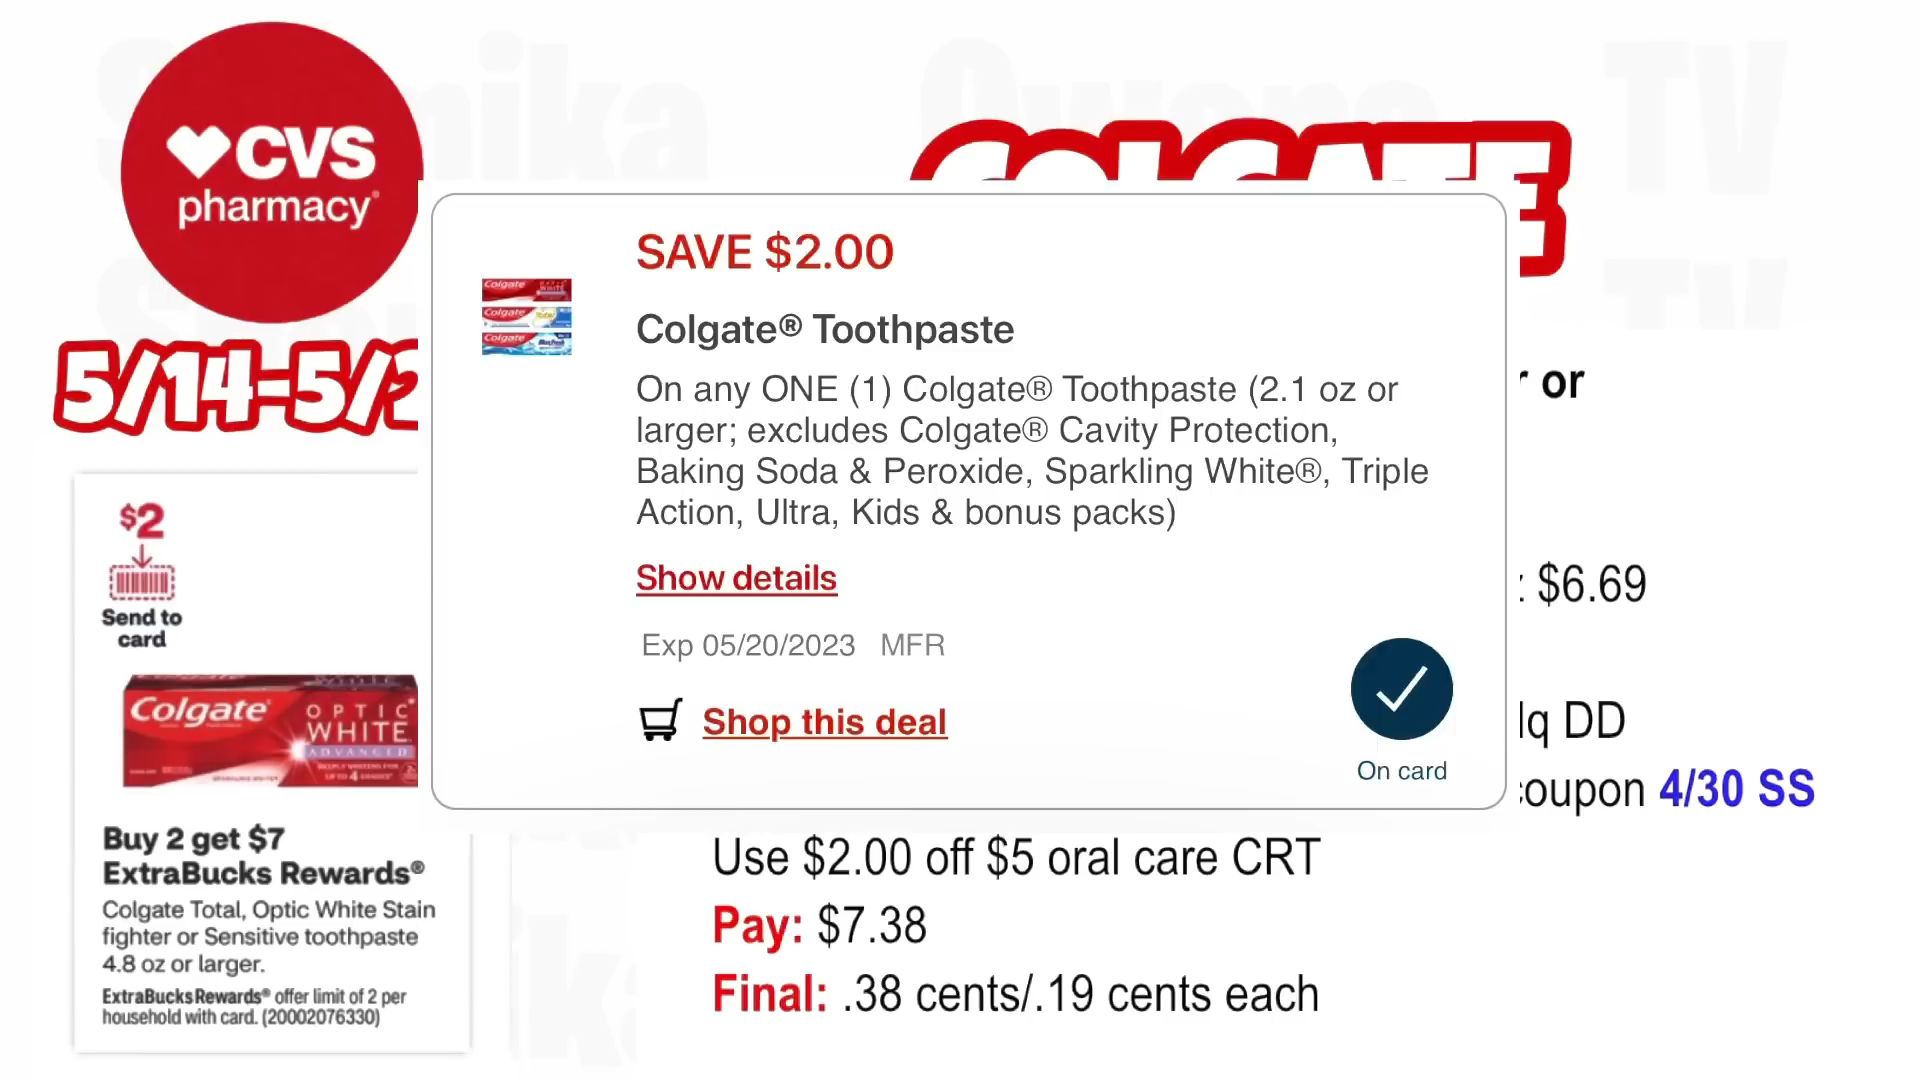 CVS
pharmacy®
COLGATE
5/14-5/2
SAVE $2.00
Colgate® Toothpaste
On any ONE (1) Colgate® Toothpaste (2.1 oz or
larger; excludes Colgate® Cavity Protection,
Baking Soda & Peroxide, Sparkling White®, Triple
Action, Ultra, Kids & bonus packs)
Show details
Exp 05/20/2023 MFR
Shop this deal
On card
or
$6.69
DD
coupon 4/30 SS
Use $2.00 off $5 oral care CRT
Pay: $7.38
Final: .38 cents/.19 cents each
$2
Send to
card
Colgate®
OPTIC
WHITE
ADVANCED
Buy 2 get $7
ExtraBucks Rewards®
Colgate Total, Optic White Stain
fighter or Sensitive toothpaste
4.8 oz or larger.
ExtraBucks Rewards® offer limit of 2 per
household with card. (20002076330)